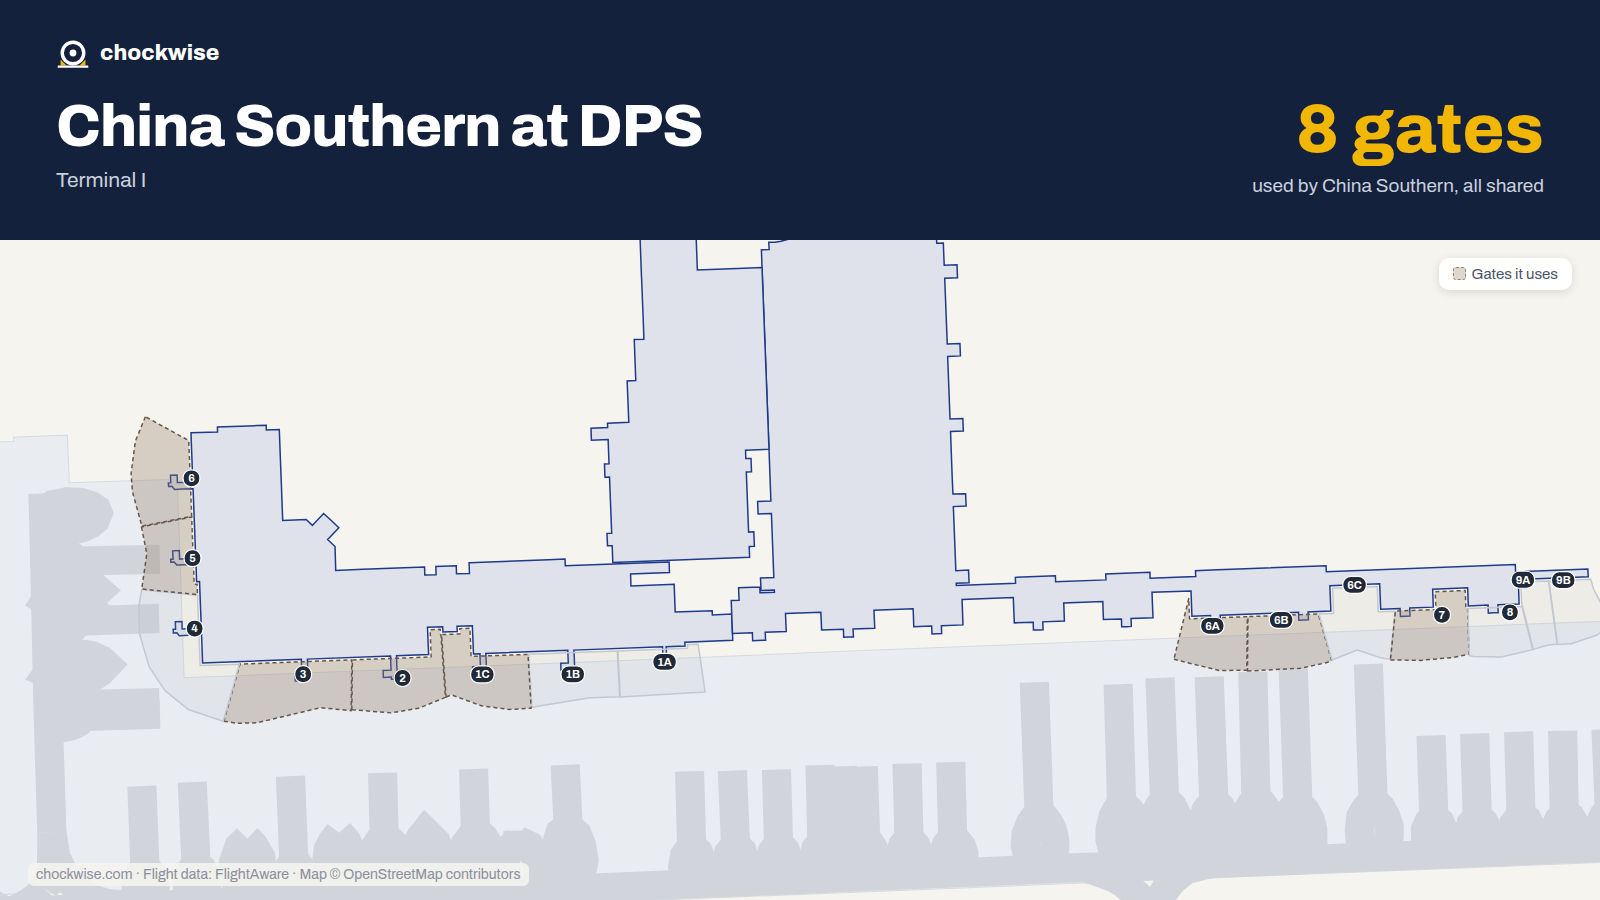 chockwise
China Southern at DPS
8 gates
Terminal I
used by China Southern, all shared
Gates it uses
6
5
4
3
2
1C
1B
1A
6A
6B
6C
7
8
9A
9B
chockwise.com · Flight data: FlightAware · Map © OpenStreetMap contributors